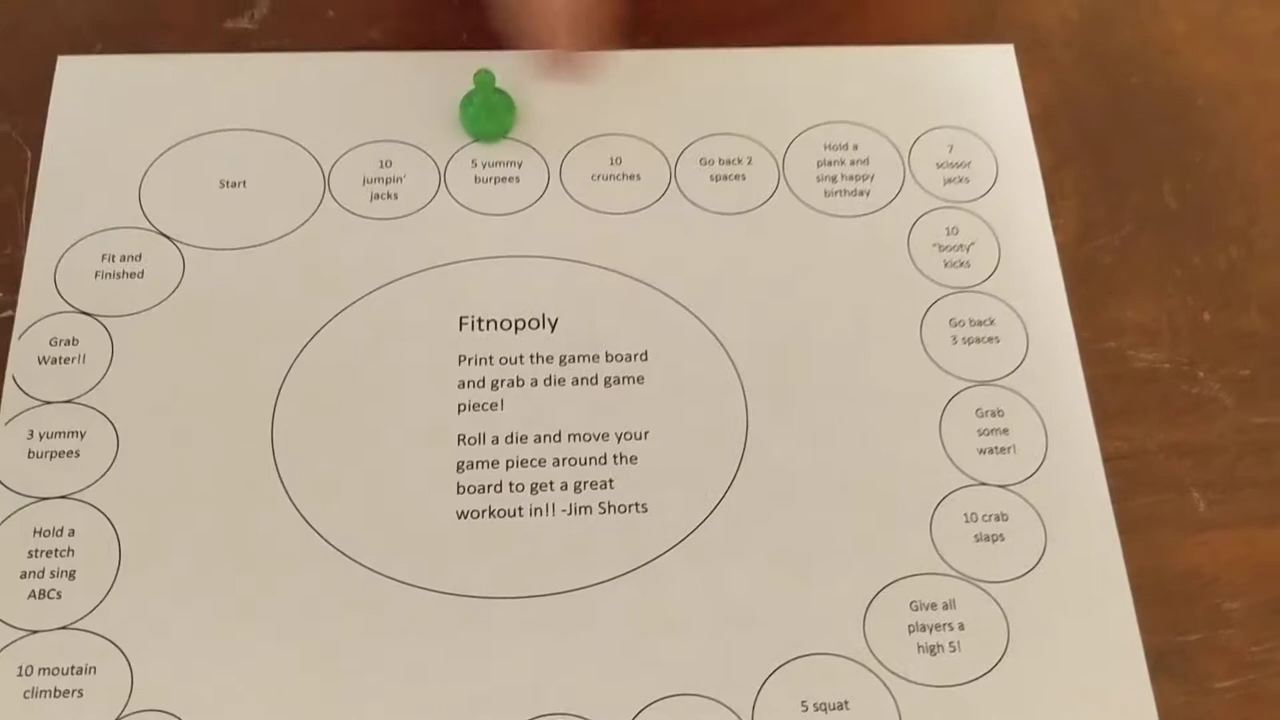 Start
10
jumpin'
jacks
5 yummy
burpees
10
crunches
Go back 2
spaces
Hold a
plank and
sing happy
birthday
7
scissor
jacks
10
"booty"
kicks
Go back
3 spaces
Grab
some
water!
10 crab
slaps
Give all
players a
high 5!
5 squat
Fit and
Finished
Grab
Water!!
3 yummy
burpees
Hold a
stretch
and sing
ABCs
10 moutain
climbers
Fitnopoly
Print out the game board
and grab a die and game
piece!
Roll a die and move your
game piece around the
board to get a great
workout in!! -Jim Shorts